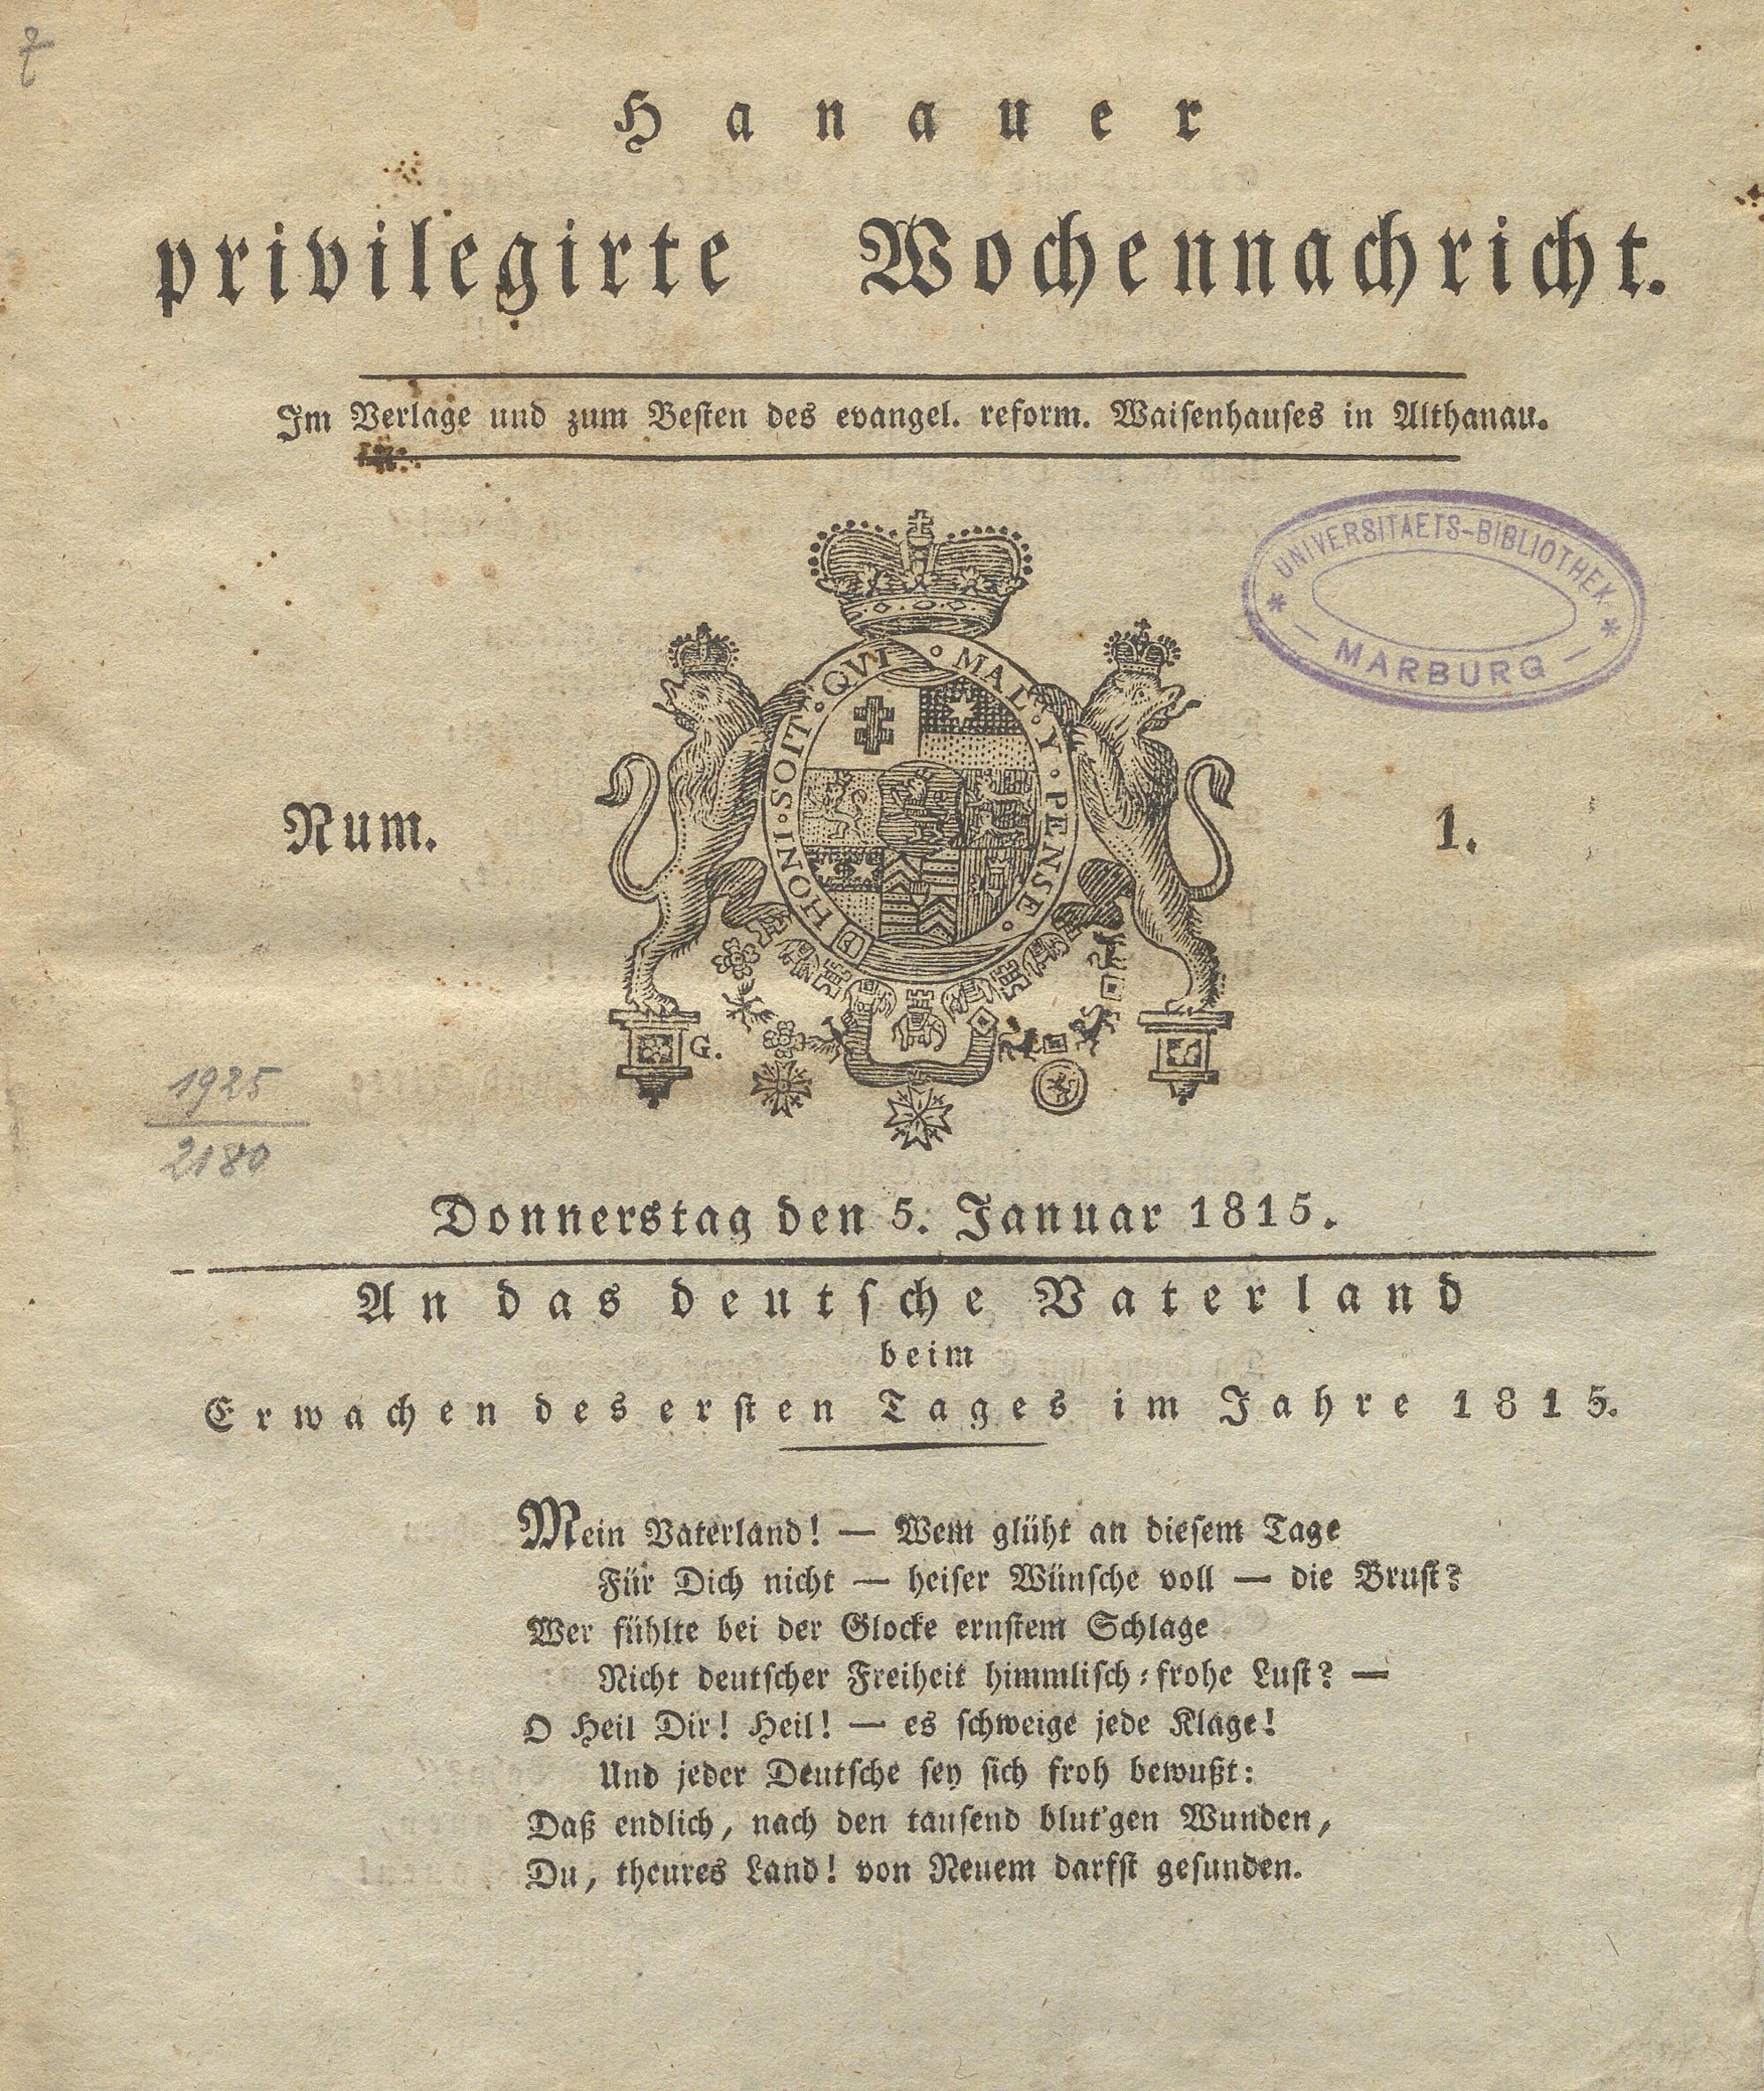 Hanauer
privilegirte Wochennachricht.
Im Verlage und zum Besten des evangel. reform. Waisenhauses in Althanau.
UNIVERSITAETS-BIBLIOTHEK
* — MARBURG — *
HONI · SOIT · QVI · MAL · Y · PENSE ·
Num. 1.
G.
1925
2180
Donnerstag den 5. Januar 1815.
An das deutsche Vaterland
beim
Erwachen des ersten Tages im Jahre 1815.
Mein Vaterland! — Wem glüht an diesem Tage
Für Dich nicht — heiser Wünsche voll — die Brust?
Wer fühlte bei der Glocke ernstem Schlage
Nicht deutscher Freiheit himmlisch-frohe Lust? —
O Heil Dir! Heil! — es schweige jede Klage!
Und jeder Deutsche sey sich froh bewußt:
Daß endlich, nach den tausend blut'gen Wunden,
Du, theures Land! von Neuem darfst gesunden.